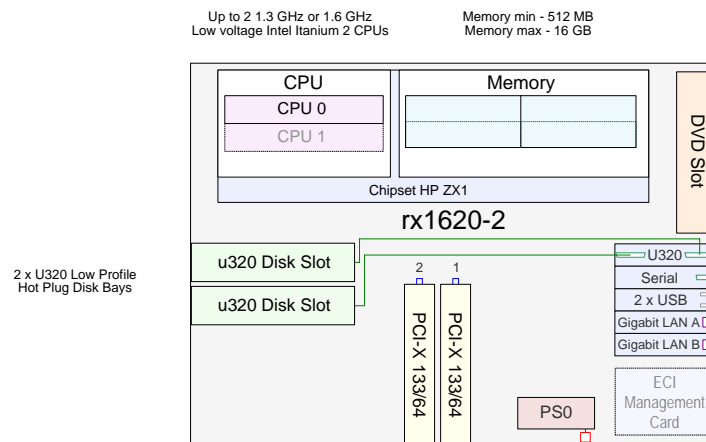 Up to 2 1.3 GHz or 1.6 GHz
Low voltage Intel Itanium 2 CPUs
Memory min - 512 MB
Memory max - 16 GB
CPU
CPU 0
CPU 1
Memory
DVD Slot
Chipset HP ZX1
rx1620-2
2 x U320 Low Profile
Hot Plug Disk Bays
u320 Disk Slot
u320 Disk Slot
2
1
PCI-X 133/64
PCI-X 133/64
U320
Serial
2 x USB
Gigabit LAN A
Gigabit LAN B
ECI
Management
Card
PS0